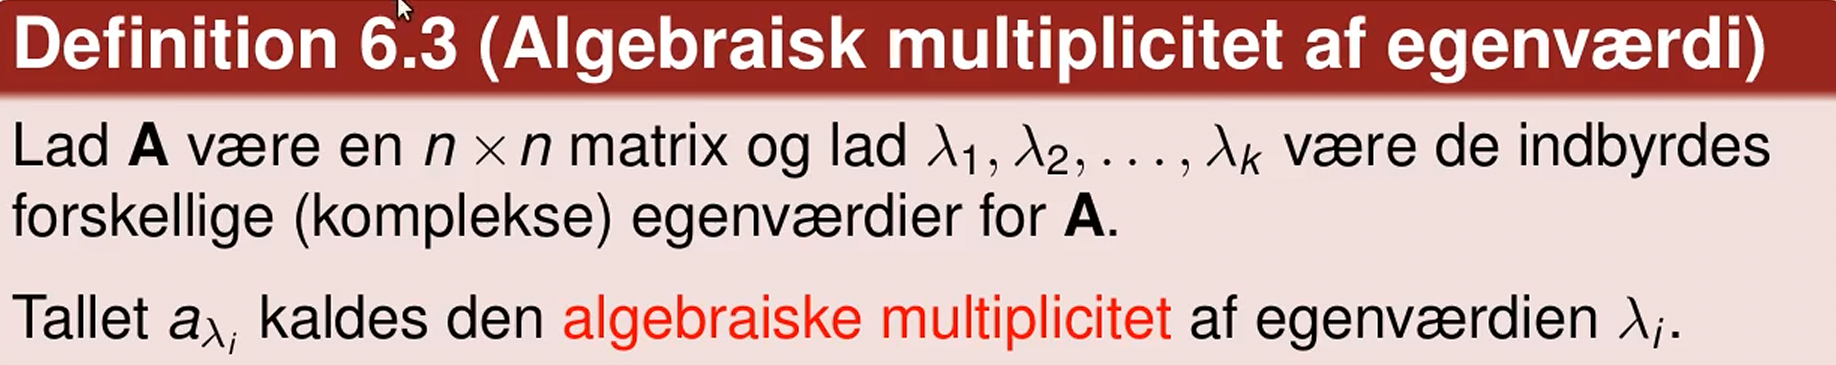 Definition 6.3 (Algebraisk multiplicitet af egenværdi)
Lad A være en n × n matrix og lad λ₁, λ₂, . . . , λₖ være de indbyrdes
forskellige (komplekse) egenværdier for A.
Tallet a_{λᵢ} kaldes den algebraiske multiplicitet af egenværdien λᵢ.